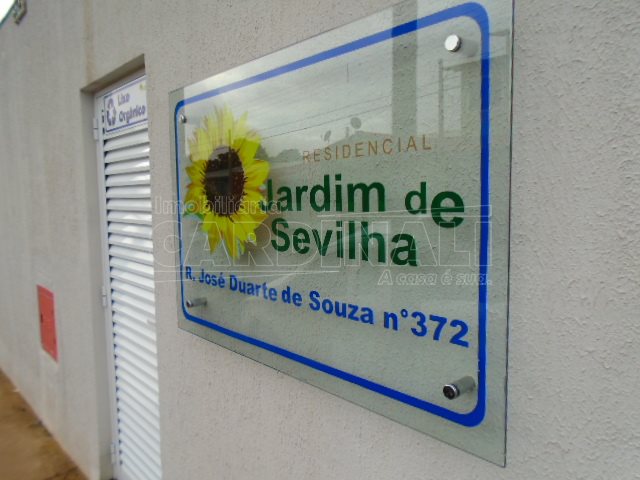 Lixo
Orgânico
RESIDENCIAL
Jardim de
Sevilha
R. José Duarte de Souza n°372
Imobiliária
CARDINALI
A casa é sua.